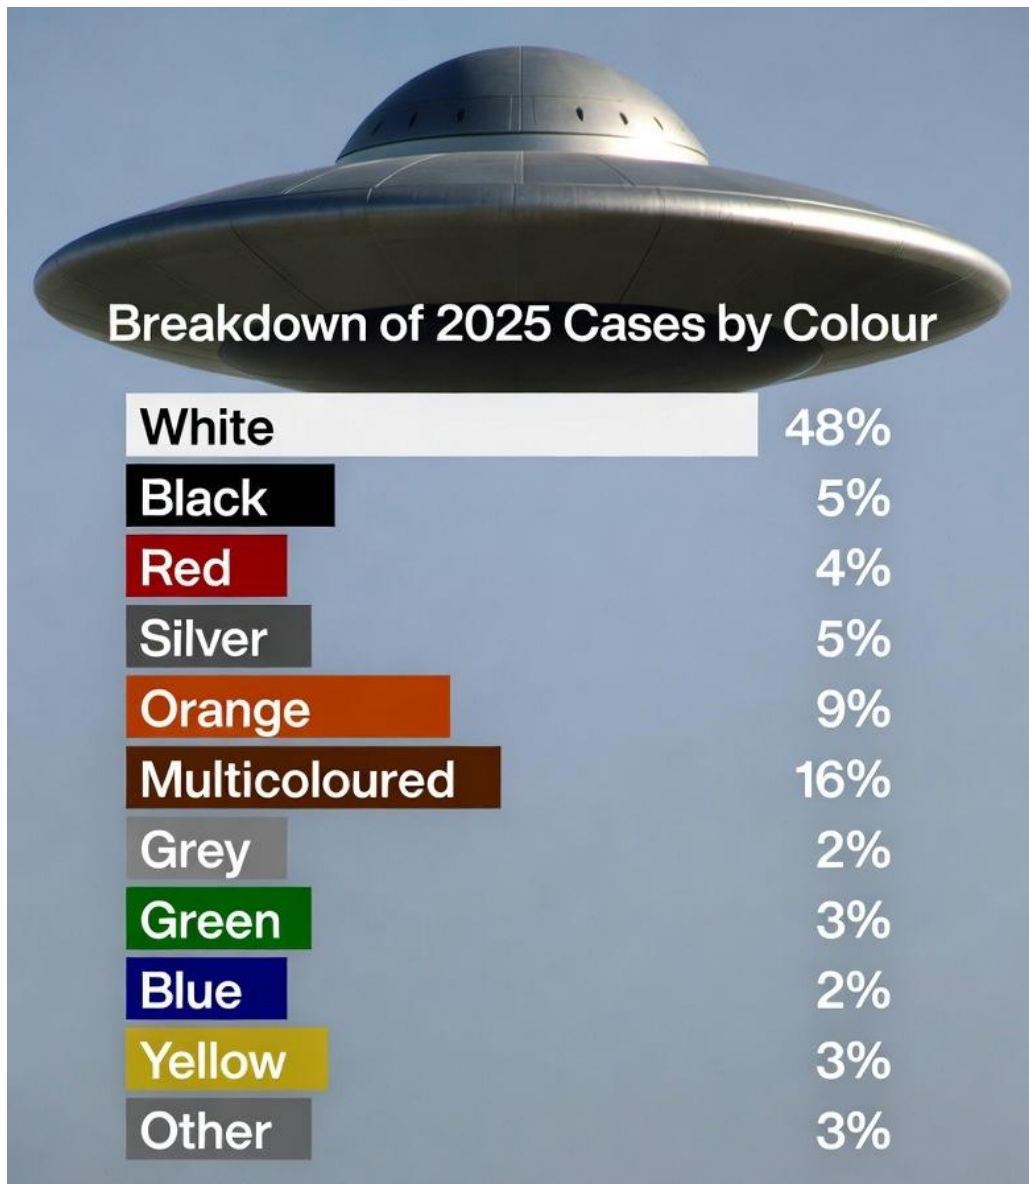 Breakdown of 2025 Cases by Colour
White 48%
Black 5%
Red 4%
Silver 5%
Orange 9%
Multicoloured 16%
Grey 2%
Green 3%
Blue 2%
Yellow 3%
Other 3%